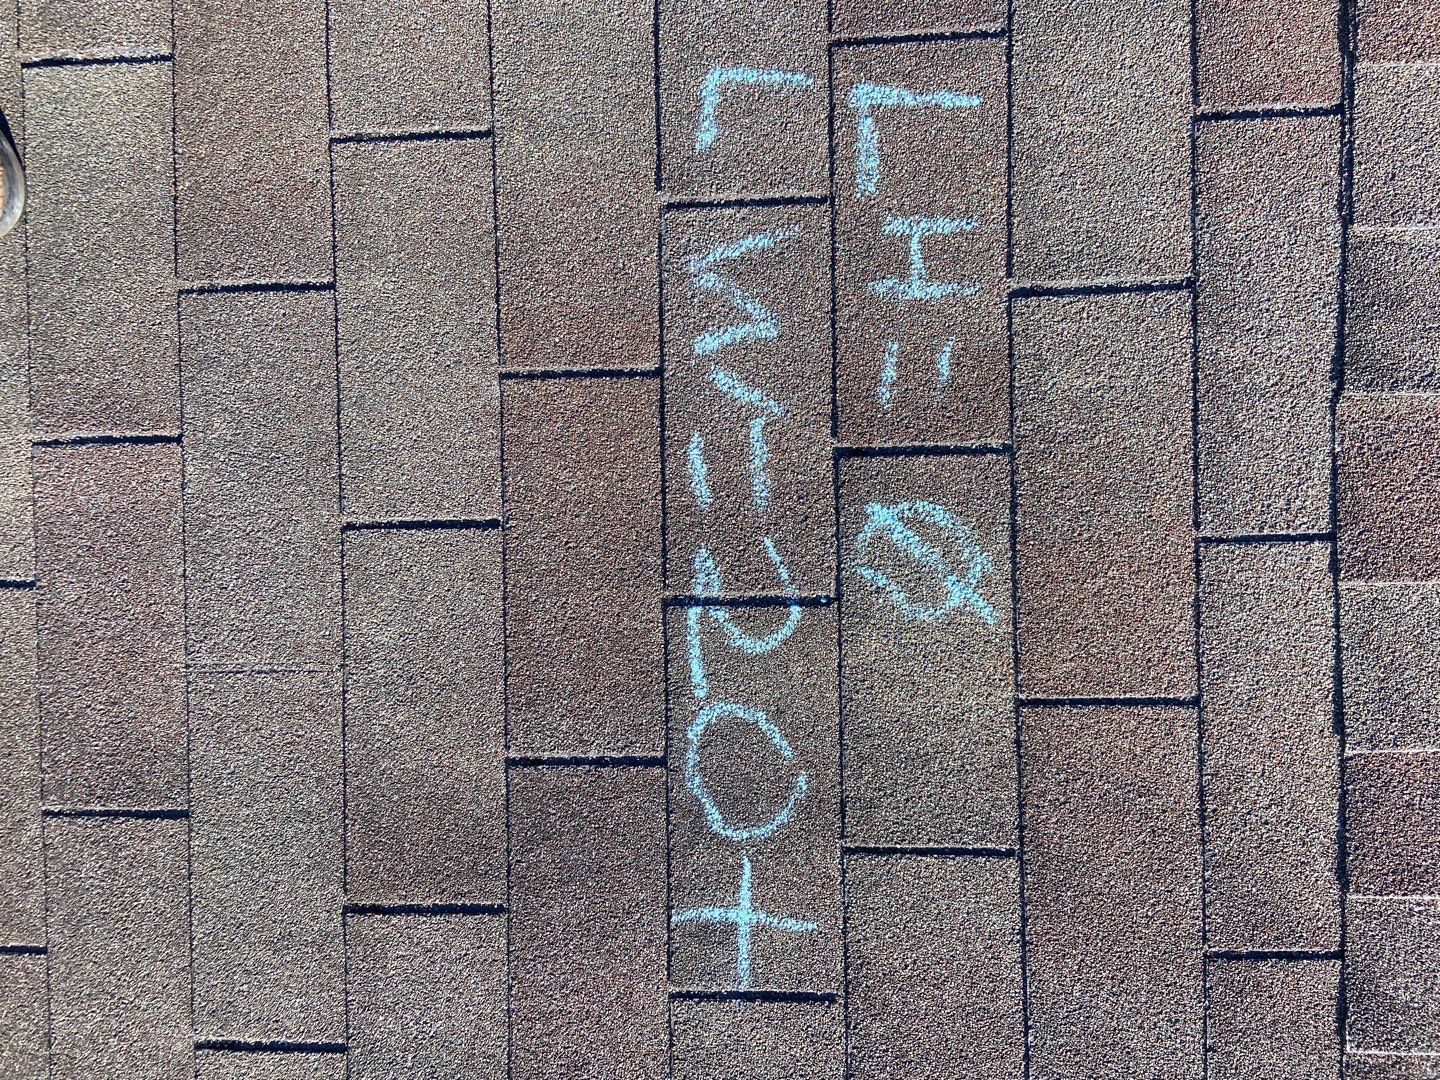 LH= Ø
LW=20+